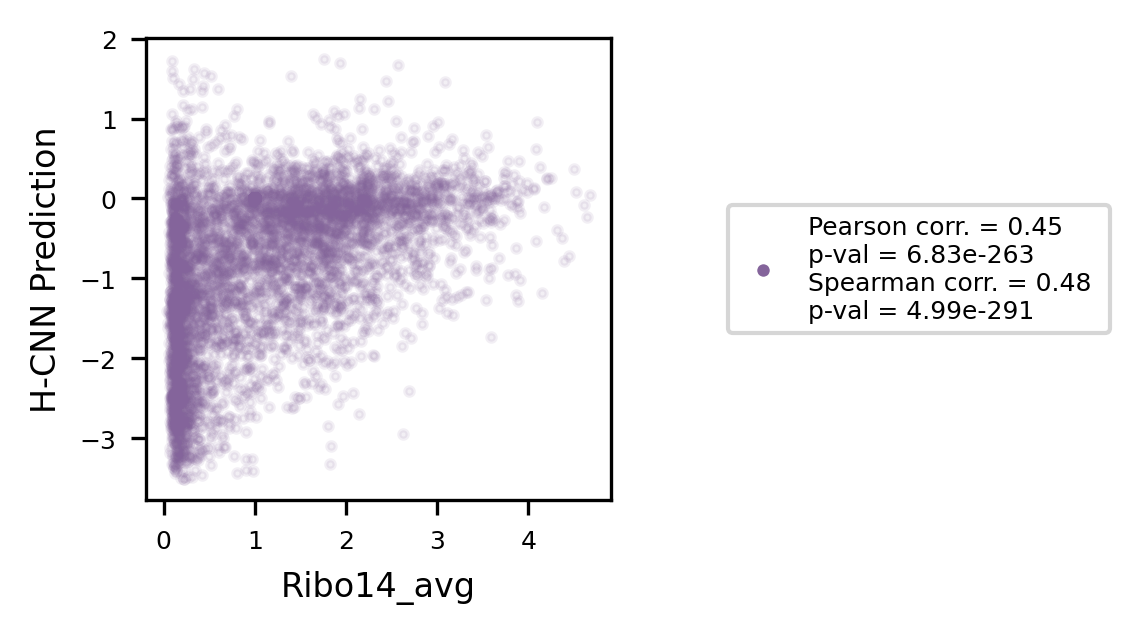 2
1
0
−1
−2
−3
H-CNN Prediction
0
1
2
3
4
Ribo14_avg
Pearson corr. = 0.45
p-val = 6.83e-263
Spearman corr. = 0.48
p-val = 4.99e-291